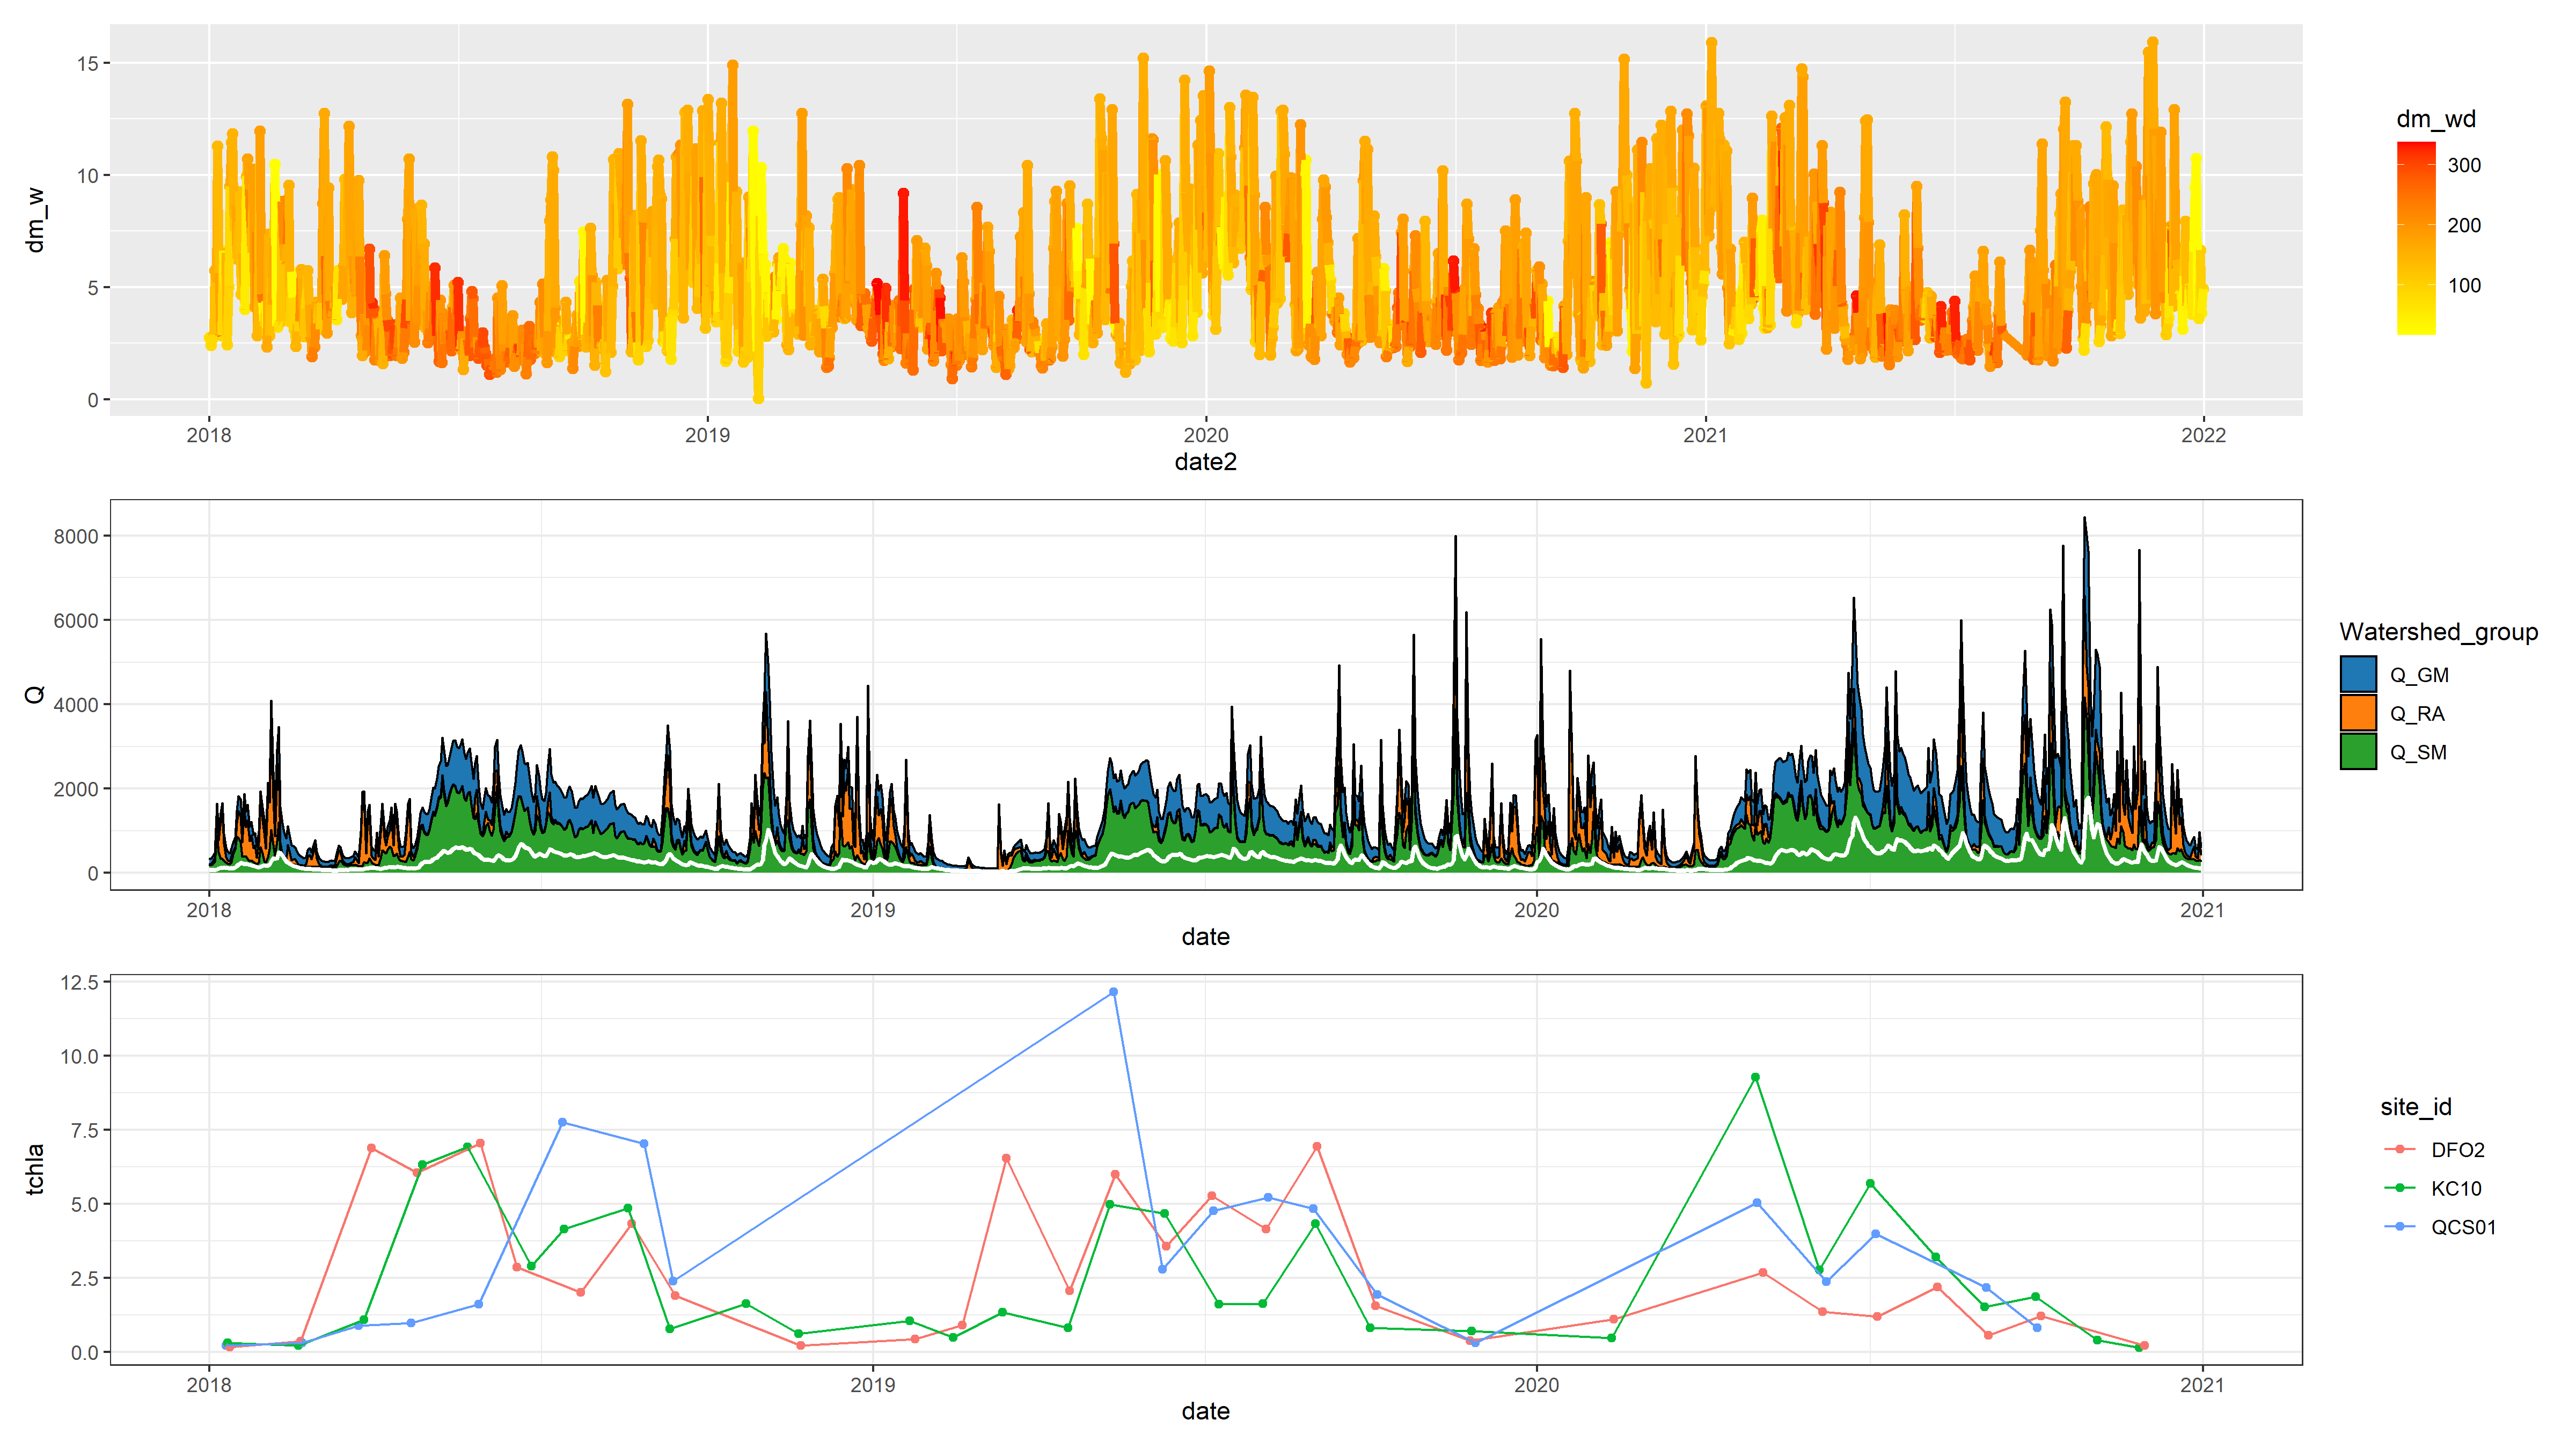 15
10
5
0
dm_w
2018 2019 2020 2021 2022
date2
dm_wd
300
200
100
8000
6000
4000
2000
0
Q
2018 2019 2020 2021
date
Watershed_group
Q_GM
Q_RA
Q_SM
12.5
10.0
7.5
5.0
2.5
0.0
tchla
2018 2019 2020 2021
date
site_id
DFO2
KC10
QCS01